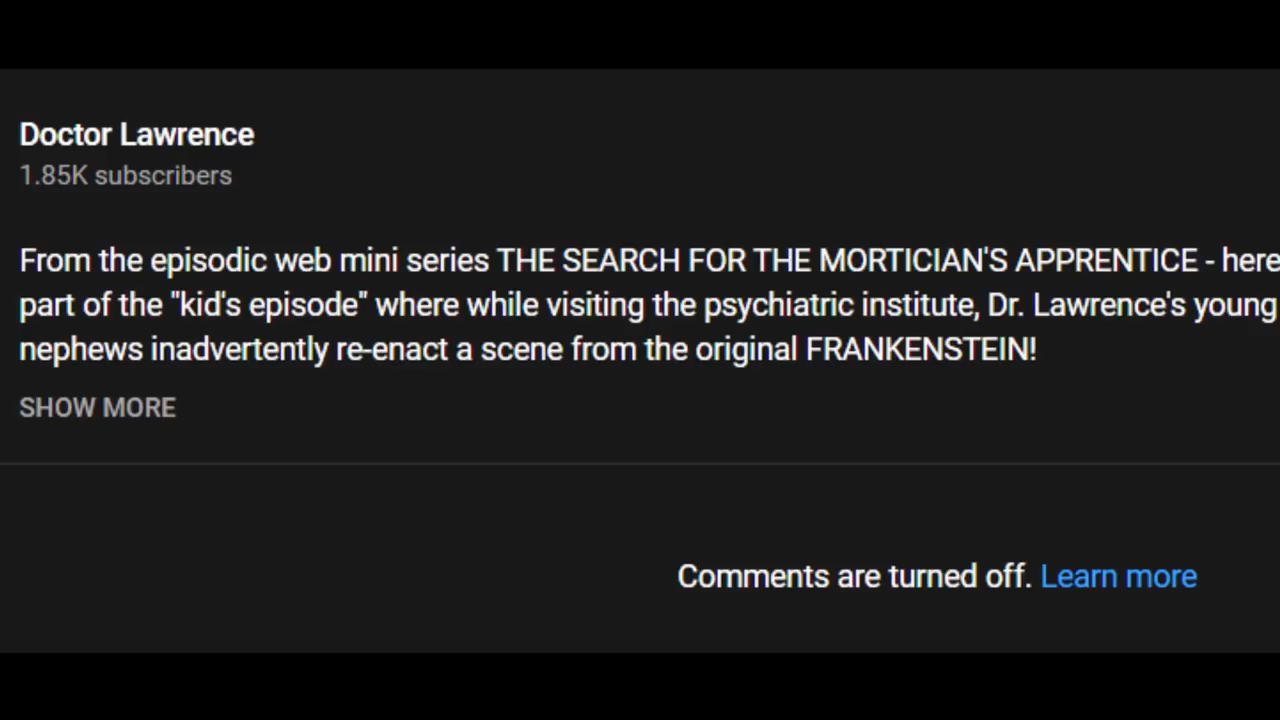 Doctor Lawrence
1.85K subscribers
From the episodic web mini series THE SEARCH FOR THE MORTICIAN'S APPRENTICE - here
part of the "kid's episode" where while visiting the psychiatric institute, Dr. Lawrence's young
nephews inadvertently re-enact a scene from the original FRANKENSTEIN!
SHOW MORE
Comments are turned off. Learn more